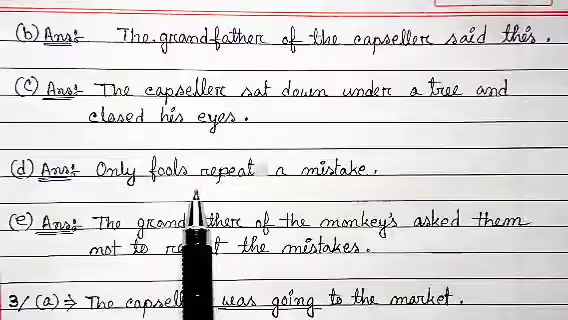 (b) Ans:- The grandfather of the capseller said this.
(c) Ans:- The capseller sat down under a tree and
closed his eyes.
(d) Ans:- Only fools repeat a mistake.
(e) Ans:- The of the monkey's asked them
not to the mistakes.
3/(a) ⇒ The was going to the market.